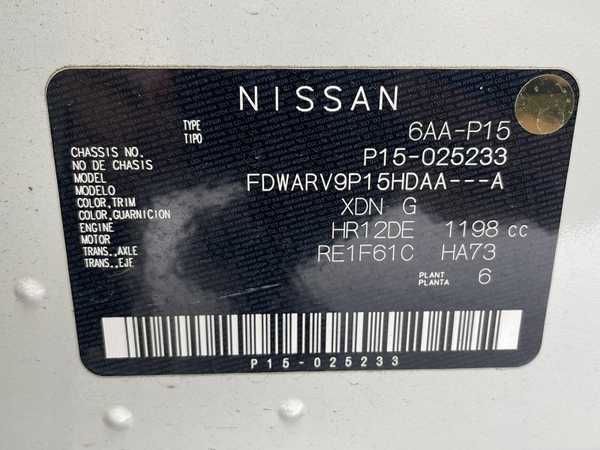 NISSAN
TYPE 6AA-P15
TIPO
CHASSIS NO. P15-025233
NO DE CHASSIS
MODEL FDWARV9P15HDAA---A
MODELO
COLOR,TRIM XDN G
COLOR,GUARNICION
ENGINE HR12DE 1198 cc
MOTOR
TRANS.,AXLE RE1F61C HA73
TRANS.,EJE
PLANT 6
PLANTA
P15-025233